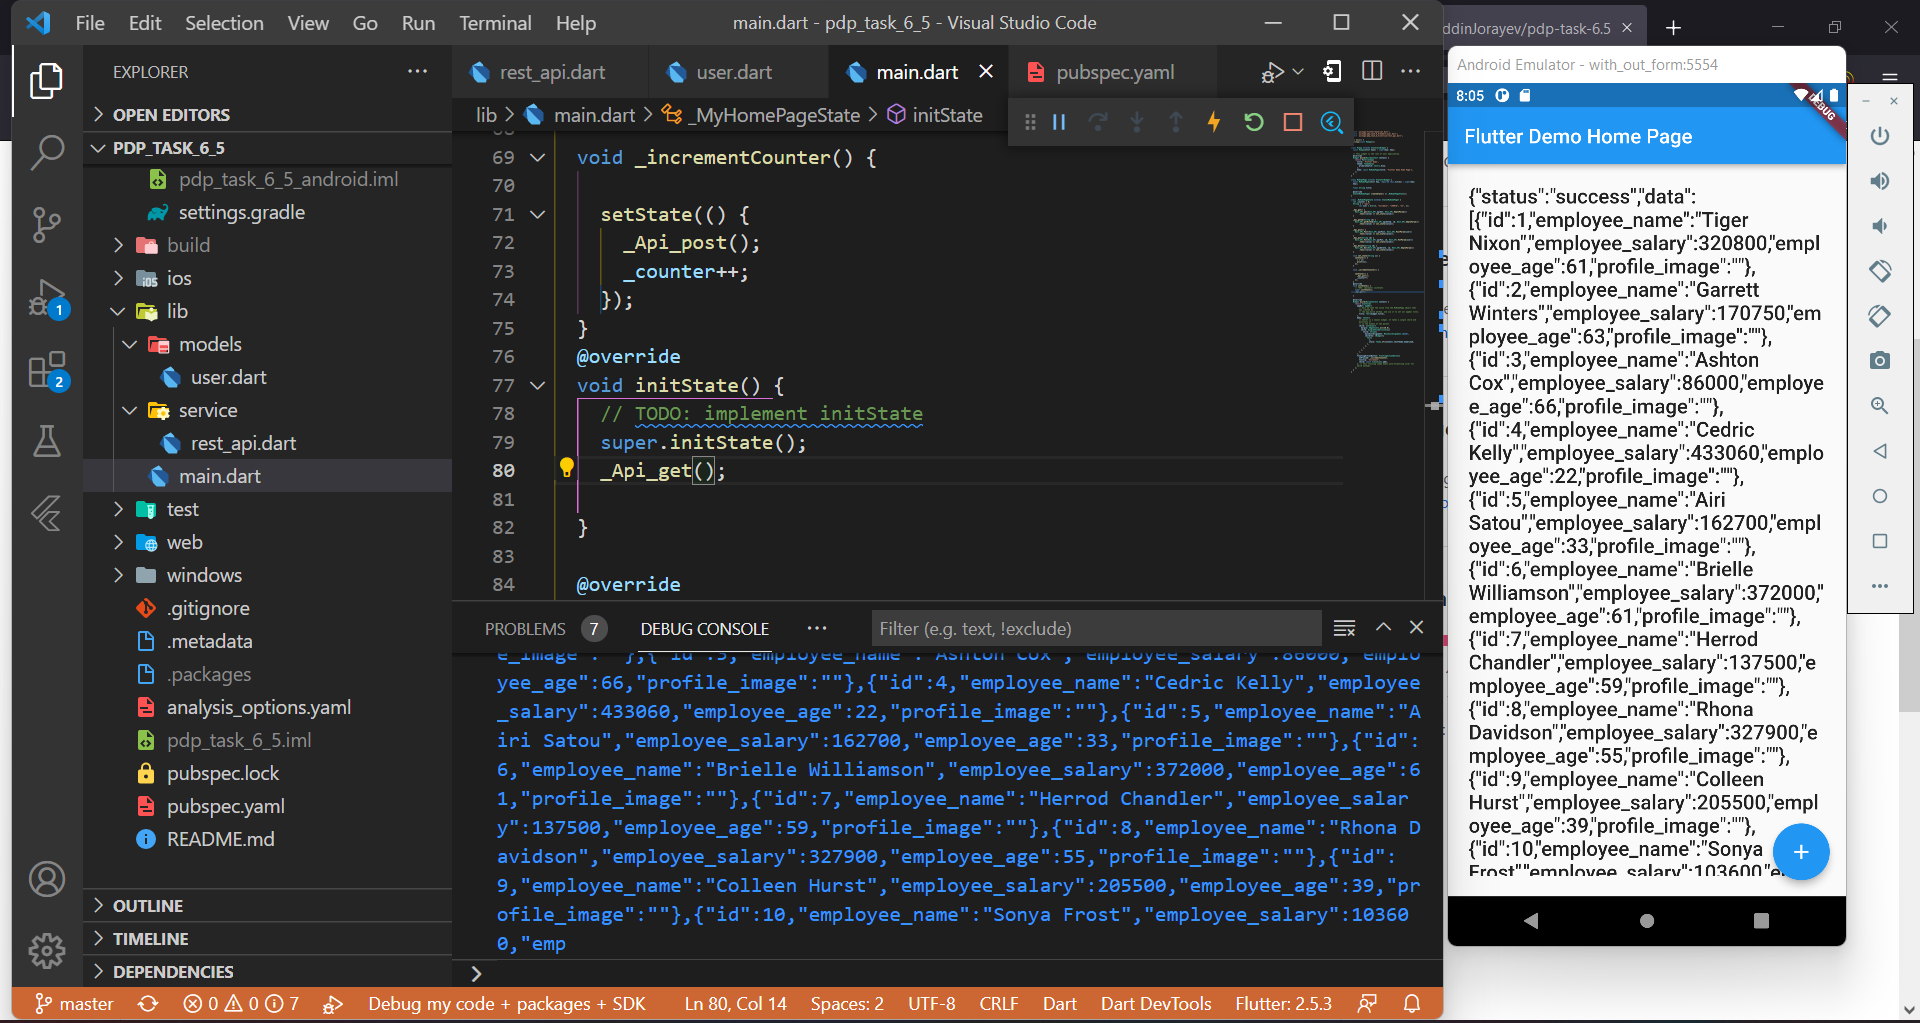 File Edit Selection View Go Run Terminal Help
main.dart - pdp_task_6_5 - Visual Studio Code
ddinJorayev/pdp-task-6.5
EXPLORER
OPEN EDITORS
PDP_TASK_6_5
pdp_task_6_5_android.iml
settings.gradle
build
ios
lib
models
user.dart
service
rest_api.dart
main.dart
test
web
windows
.gitignore
.metadata
.packages
analysis_options.yaml
pdp_task_6_5.iml
pubspec.lock
pubspec.yaml
README.md
OUTLINE
TIMELINE
DEPENDENCIES
1
2
rest_api.dart user.dart main.dart pubspec.yaml
lib main.dart _MyHomePageState initState
69 void _incrementCounter() {
70
71 setState(() {
72 _Api_post();
73 _counter++;
74 });
75 }
76 @override
77 void initState() {
78 // TODO: implement initState
79 super.initState();
80 _Api_get();
81
82 }
83
84 @override
PROBLEMS 7 DEBUG CONSOLE Filter (e.g. text, !exclude)
e_image":""},{"id":3,"employee_name":"Ashton Cox","employee_salary":86000,"emplo
yee_age":66,"profile_image":""},{"id":4,"employee_name":"Cedric Kelly","employee
_salary":433060,"employee_age":22,"profile_image":""},{"id":5,"employee_name":"A
iri Satou","employee_salary":162700,"employee_age":33,"profile_image":""},{"id":
6,"employee_name":"Brielle Williamson","employee_salary":372000,"employee_age":6
1,"profile_image":""},{"id":7,"employee_name":"Herrod Chandler","employee_salar
y":137500,"employee_age":59,"profile_image":""},{"id":8,"employee_name":"Rhona D
avidson","employee_salary":327900,"employee_age":55,"profile_image":""},{"id":
9,"employee_name":"Colleen Hurst","employee_salary":205500,"employee_age":39,"pr
ofile_image":""},{"id":10,"employee_name":"Sonya Frost","employee_salary":10360
0,"emp
master 0 0 7 Debug my code + packages + SDK Ln 80, Col 14 Spaces: 2 UTF-8 CRLF Dart Dart DevTools Flutter: 2.5.3
Android Emulator - with_out_form:5554
8:05
DEBUG
Flutter Demo Home Page
{"status":"success","data":
[{"id":1,"employee_name":"Tiger
Nixon","employee_salary":320800,"empl
oyee_age":61,"profile_image":""},
{"id":2,"employee_name":"Garrett
Winters","employee_salary":170750,"em
ployee_age":63,"profile_image":""},
{"id":3,"employee_name":"Ashton
Cox","employee_salary":86000,"employe
e_age":66,"profile_image":""},
{"id":4,"employee_name":"Cedric
Kelly","employee_salary":433060,"emplo
yee_age":22,"profile_image":""},
{"id":5,"employee_name":"Airi
Satou","employee_salary":162700,"empl
oyee_age":33,"profile_image":""},
{"id":6,"employee_name":"Brielle
Williamson","employee_salary":372000,"
employee_age":61,"profile_image":""},
{"id":7,"employee_name":"Herrod
Chandler","employee_salary":137500,"e
mployee_age":59,"profile_image":""},
{"id":8,"employee_name":"Rhona
Davidson","employee_salary":327900,"e
mployee_age":55,"profile_image":""},
{"id":9,"employee_name":"Colleen
Hurst","employee_salary":205500,"empl
oyee_age":39,"profile_image":""},
{"id":10,"employee_name":"Sonya
Frost","employee_salary":103600,"e